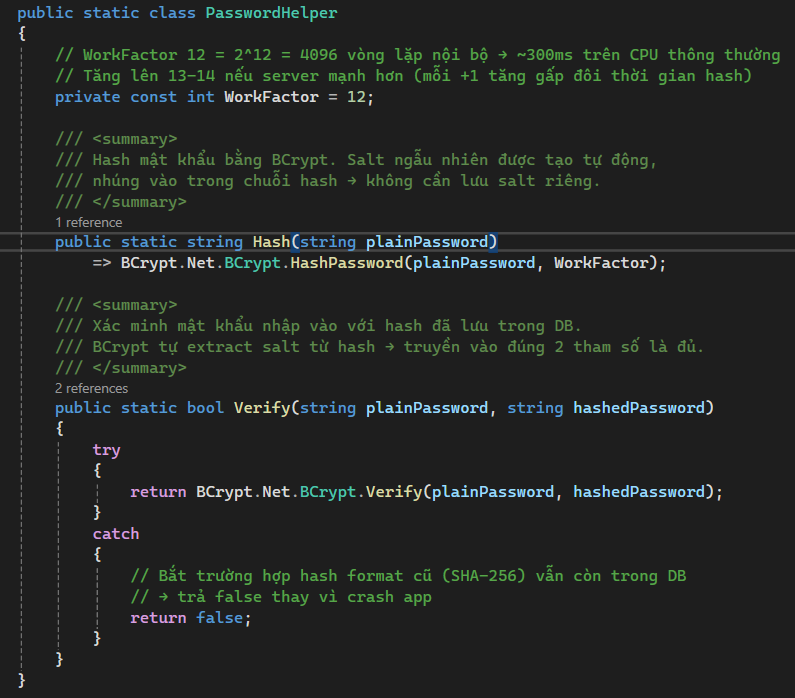 public static class PasswordHelper
{
// WorkFactor 12 = 2^12 = 4096 vòng lặp nội bộ → ~300ms trên CPU thông thường
// Tăng lên 13-14 nếu server mạnh hơn (mỗi +1 tăng gấp đôi thời gian hash)
private const int WorkFactor = 12;
/// <summary>
/// Hash mật khẩu bằng BCrypt. Salt ngẫu nhiên được tạo tự động,
/// nhúng vào trong chuỗi hash → không cần lưu salt riêng.
/// </summary>
1 reference
public static string Hash(string plainPassword)
=> BCrypt.Net.BCrypt.HashPassword(plainPassword, WorkFactor);
/// <summary>
/// Xác minh mật khẩu nhập vào với hash đã lưu trong DB.
/// BCrypt tự extract salt từ hash → truyền vào đúng 2 tham số là đủ.
/// </summary>
2 references
public static bool Verify(string plainPassword, string hashedPassword)
{
try
{
return BCrypt.Net.BCrypt.Verify(plainPassword, hashedPassword);
}
catch
{
// Bắt trường hợp hash format cũ (SHA-256) vẫn còn trong DB
// → trả false thay vì crash app
return false;
}
}
}